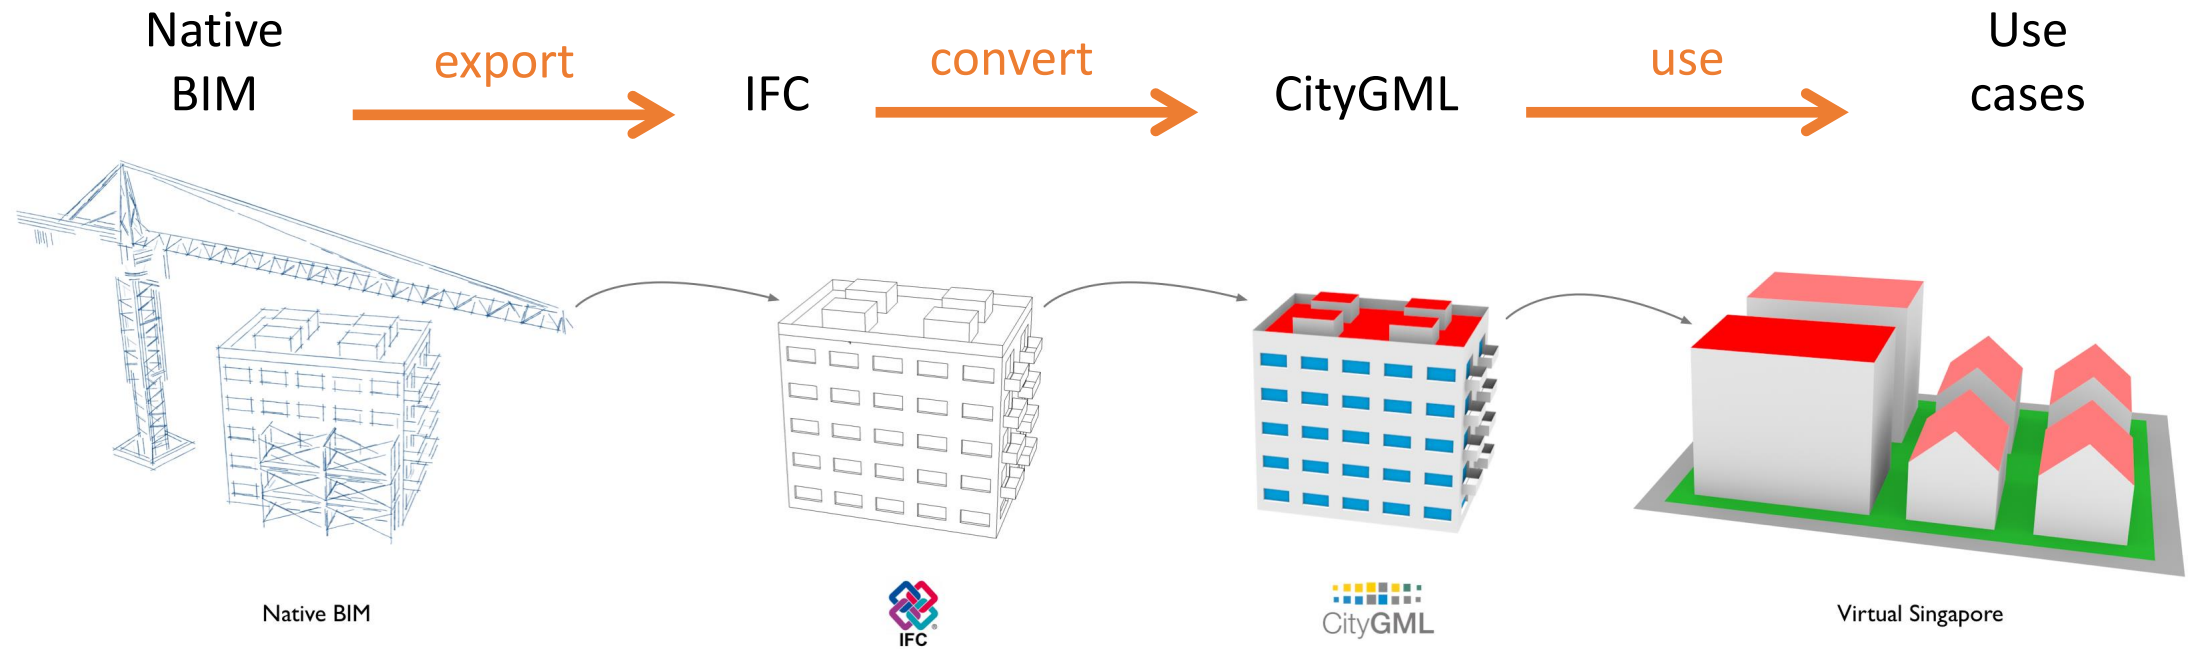 Native
BIM
export
IFC
convert
CityGML
use
Use
cases
Native BIM
IFC
CityGML
Virtual Singapore